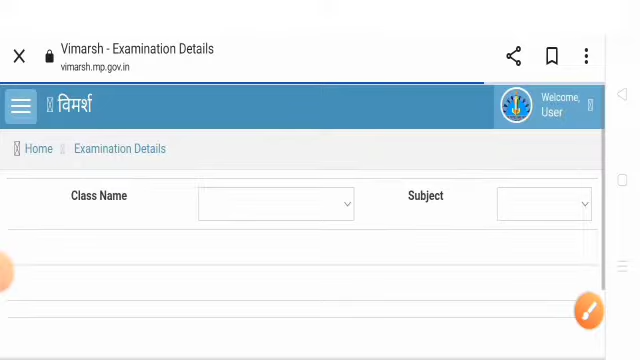 Vimarsh - Examination Details
vimarsh.mp.gov.in
विमर्श
Welcome,
User
Home
Examination Details
Class Name
Subject